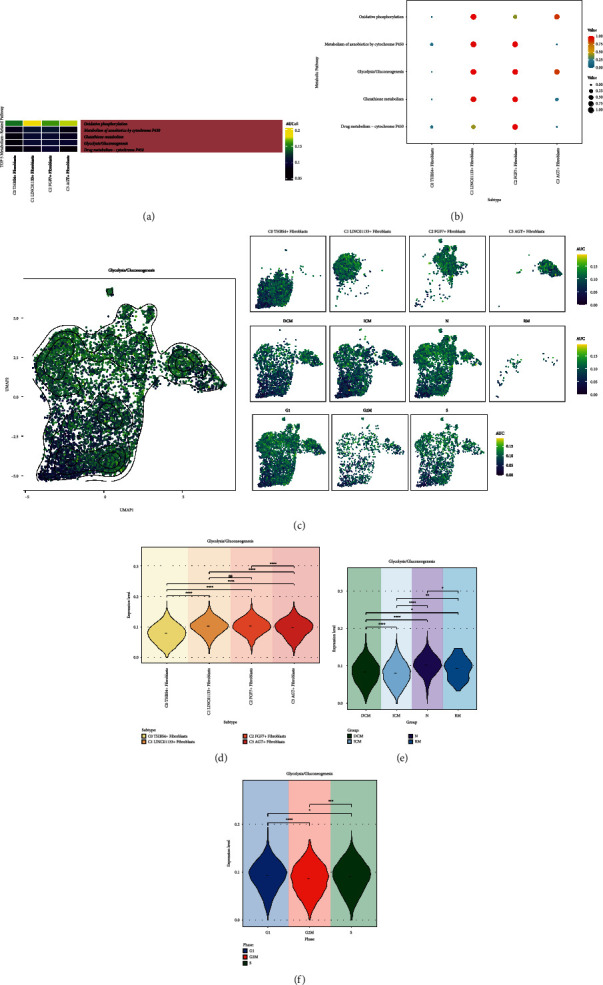 TOP 5 Metabolism-Related Pathway
Oxidative phosphorylation
Metabolism of xenobiotics by cytochrome P450
Glutathione metabolism
Glycolysis/Gluconeogenesis
Drug metabolism - cytochrome P450
C0 THBS4+ Fibroblasts
C1 LINC01133+ Fibroblasts
C2 FGF7+ Fibroblasts
C3 AGT+ Fibroblasts
AUCell
0.2
0.15
0.1
0.05
(a)
Metabolic Pathway
Oxidative phosphorylation
Metabolism of xenobiotics by cytochrome P450
Glycolysis/Gluconeogenesis
Glutathione metabolism
Drug metabolism - cytochrome P450
C0 THBS4+ Fibroblasts
C1 LINC01133+ Fibroblasts
C2 FGF7+ Fibroblasts
C3 AGT+ Fibroblasts
Subtype
Value
1.00
0.75
0.50
0.25
0.00
Value
0.00
0.25
0.50
0.75
1.00
(b)
Glycolysis/Gluconeogenesis
UMAP2
UMAP1
C0 THBS4+ Fibroblasts
C1 LINC01133+ Fibroblasts
C2 FGF7+ Fibroblasts
C3 AGT+ Fibroblasts
AUC
0.15
0.10
0.05
0.00
DCM
ICM
N
RM
AUC
0.15
0.10
0.05
0.00
G1
G2M
S
AUC
0.15
0.10
0.05
0.00
(c)
Glycolysis/Gluconeogenesis
Expression level
0.3
0.2
0.1
0.0
****
****
****
ns
****
****
C0 THBS4+ Fibroblasts
C1 LINC01133+ Fibroblasts
C2 FGF7+ Fibroblasts
C3 AGT+ Fibroblasts
Subtype
Subtype
C0 THBS4+ Fibroblasts
C1 LINC01133+ Fibroblasts
C2 FGF7+ Fibroblasts
C3 AGT+ Fibroblasts
(d)
Glycolysis/Gluconeogenesis
Expression level
0.3
0.2
0.1
0.0
*
**
****
*
****
****
DCM
ICM
N
RM
Group
Group
DCM
ICM
N
RM
(e)
Glycolysis/Gluconeogenesis
Expression level
0.2
0.1
0.0
***
*
****
G1
G2M
S
Phase
Phase
G1
G2M
S
(f)